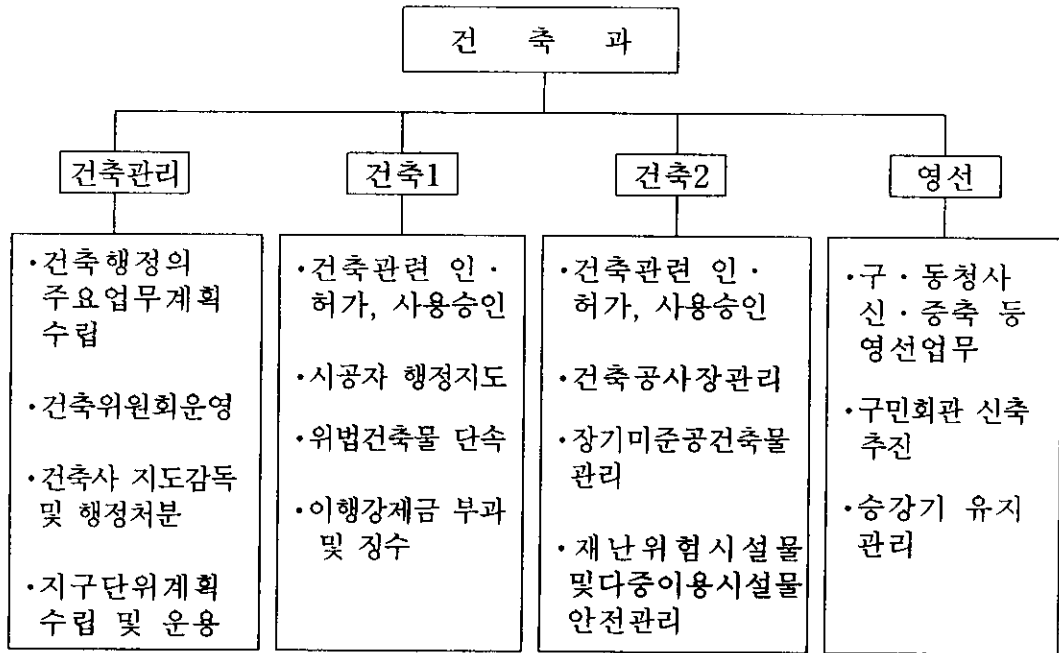 건 축 과
건축관리
·건축행정의
주요업무계획
수립
·건축위원회운영
·건축사 지도감독
및 행정처분
·지구단위계획
수립 및 운용
건축1
·건축관련 인·
허가, 사용승인
·시공자 행정지도
·위법건축물 단속
·이행강제금 부과
및 징수
건축2
·건축관련 인·
허가, 사용승인
·건축공사장관리
·장기미준공건축물
관리
·재난위험시설물
및다중이용시설물
안전관리
영선
·구·동청사
신·증축 등
영선업무
·구민회관 신축
추진
·승강기 유지
관리